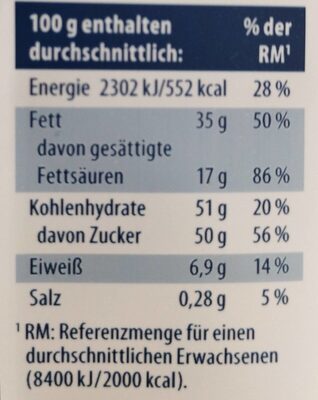 100 g enthalten % der
durchschnittlich: RM¹
Energie 2302 kJ/552 kcal 28 %
Fett 35 g 50 %
davon gesättigte
Fettsäuren 17 g 86 %
Kohlenhydrate 51 g 20 %
davon Zucker 50 g 56 %
Eiweiß 6,9 g 14 %
Salz 0,28 g 5 %
¹ RM: Referenzmenge für einen
durchschnittlichen Erwachsenen
(8400 kJ/2000 kcal).